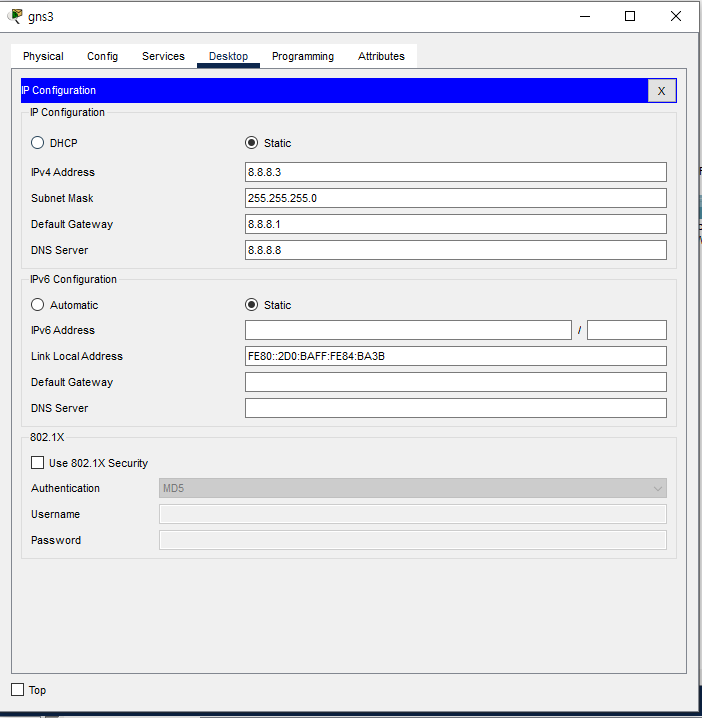 gns3
Physical Config Services Desktop Programming Attributes
IP Configuration X
IP Configuration
DHCP Static
IPv4 Address 8.8.8.3
Subnet Mask 255.255.255.0
Default Gateway 8.8.8.1
DNS Server 8.8.8.8
IPv6 Configuration
Automatic Static
IPv6 Address /
Link Local Address FE80::2D0:BAFF:FE84:BA3B
Default Gateway
DNS Server
802.1X
Use 802.1X Security
Authentication MD5
Username
Password
Top